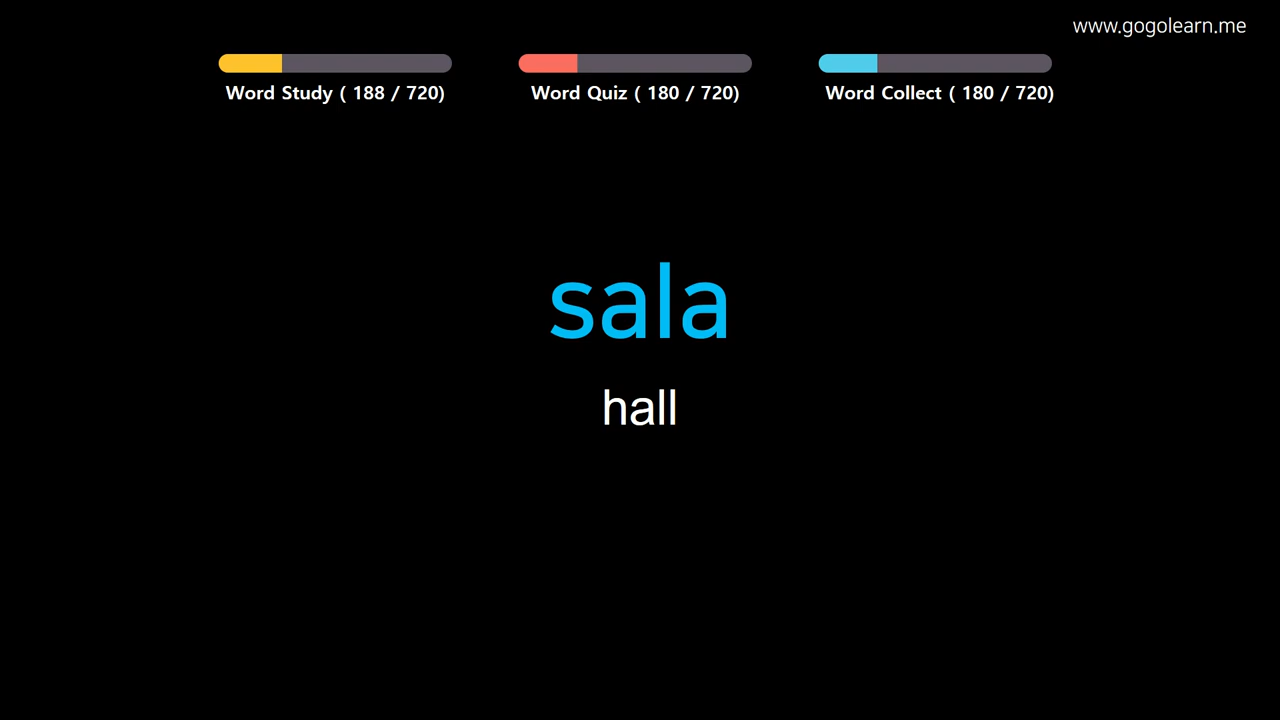 www.gogolearn.me
Word Study ( 188 / 720)
Word Quiz ( 180 / 720)
Word Collect ( 180 / 720)
sala
hall